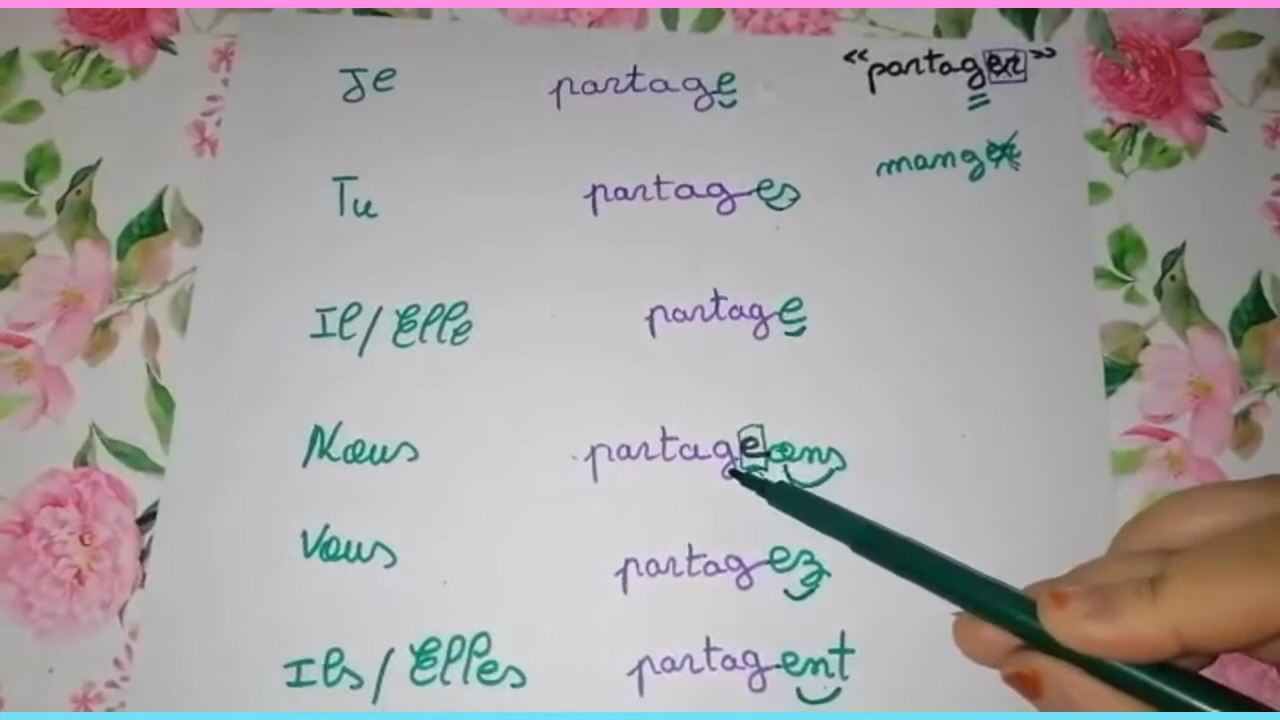 Je partage «partager»
manger
Tu partages
Il/Elle partage
Nous partageons
Vous partagez
Ils/Elles partagent